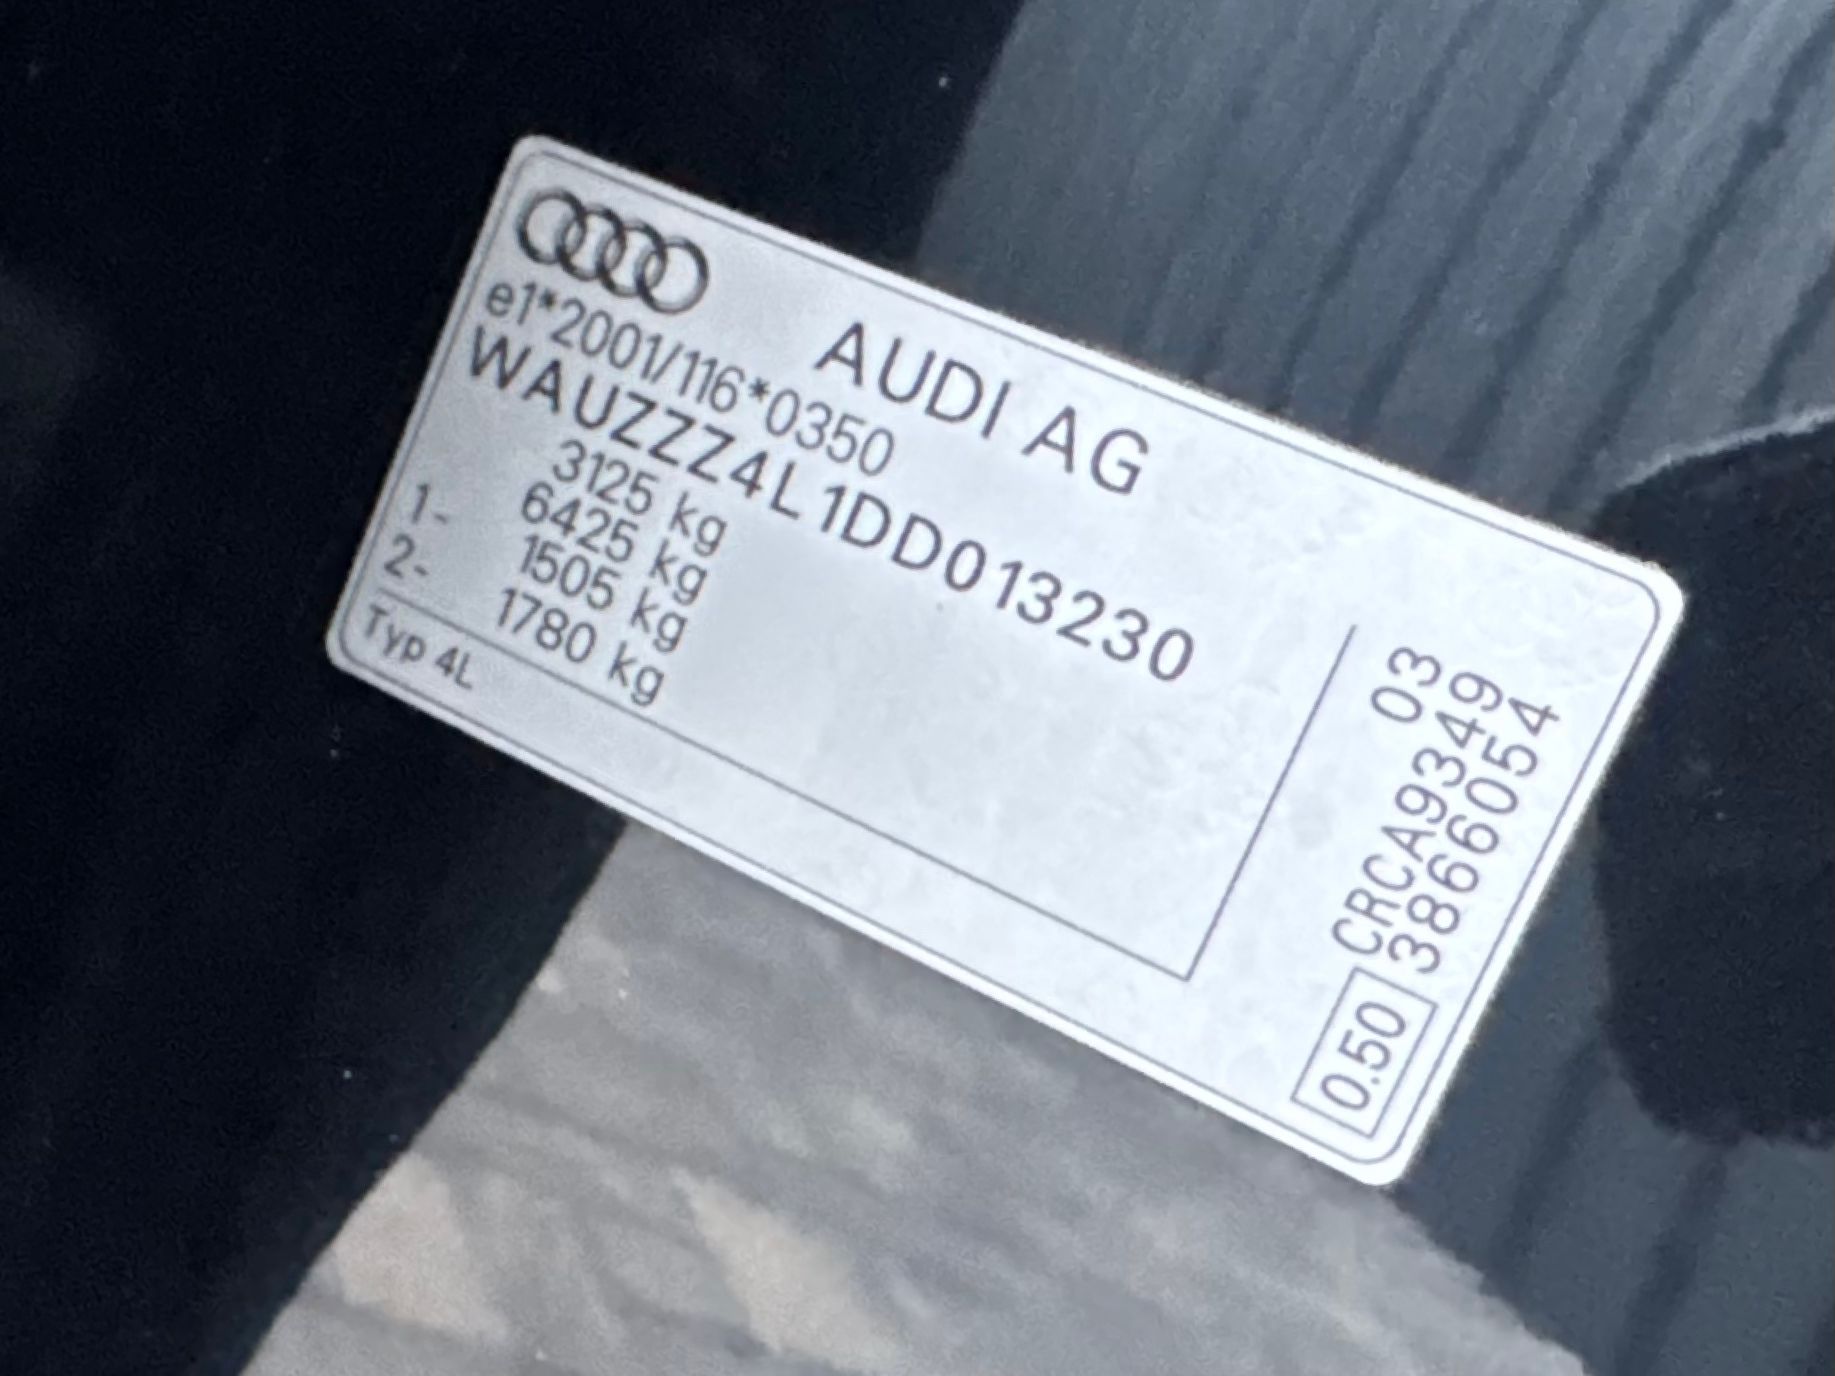 AUDI AG
e1*2001/116*0350
WAUZZZ4L1DD013230
3125 kg
6425 kg
1- 1505 kg
2- 1780 kg
Typ 4L
03
CRCA9349
3866054
0.50